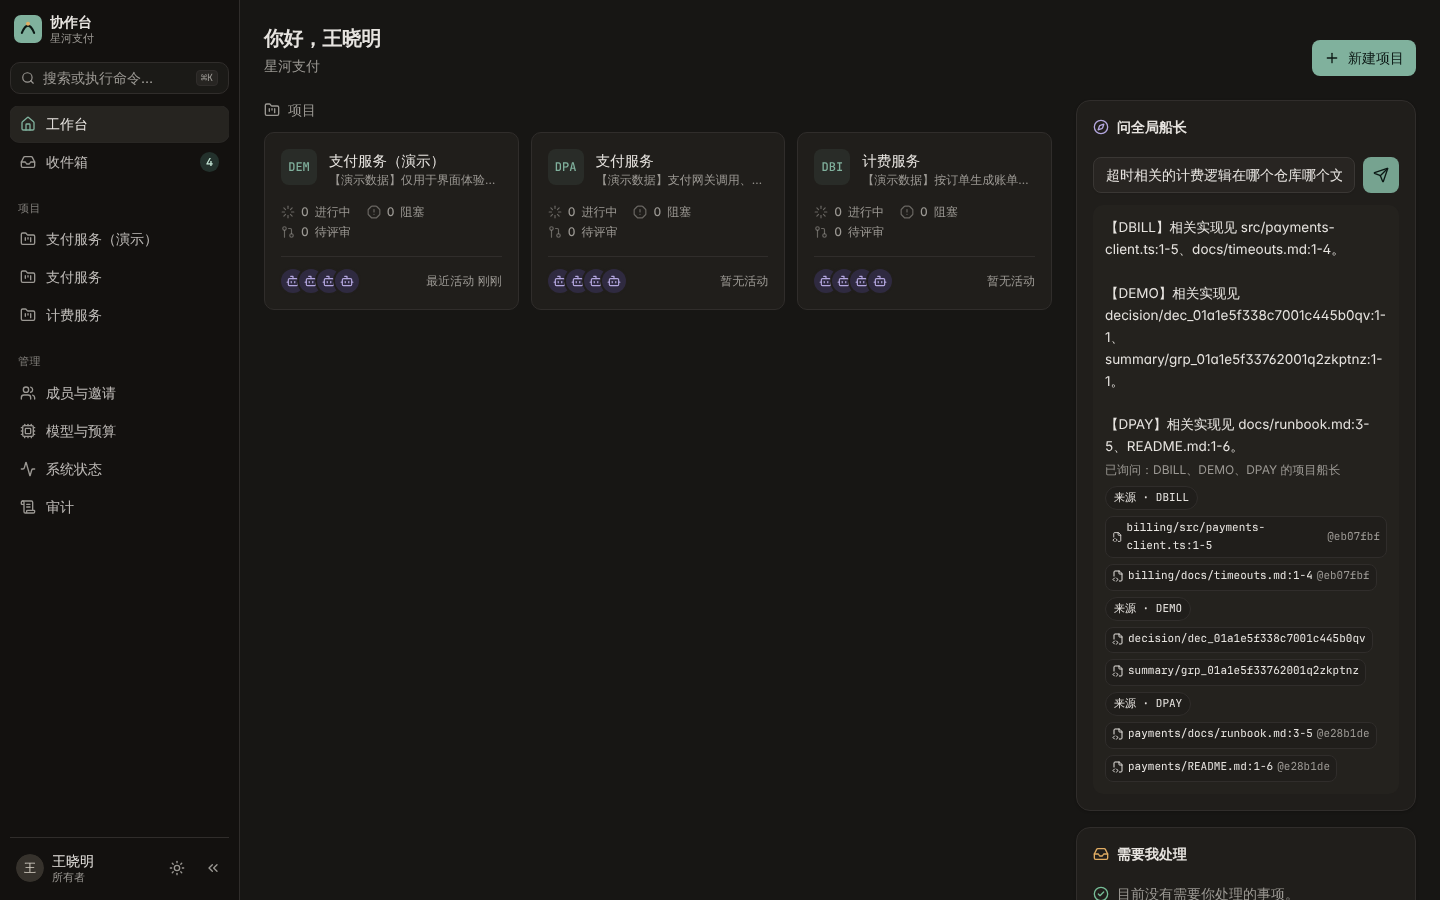 协作台
星河支付
搜索或执行命令... ⌘K
工作台
收件箱 4
项目
支付服务（演示）
支付服务
计费服务
管理
成员与邀请
模型与预算
系统状态
审计
王 王晓明
所有者
你好，王晓明
星河支付
新建项目
项目
DEM 支付服务（演示）
【演示数据】仅用于界面体验...
0 进行中 0 阻塞
0 待评审
最近活动 刚刚
DPA 支付服务
【演示数据】支付网关调用、...
0 进行中 0 阻塞
0 待评审
暂无活动
DBI 计费服务
【演示数据】按订单生成账单...
0 进行中 0 阻塞
0 待评审
暂无活动
问全局船长
超时相关的计费逻辑在哪个仓库哪个文
【DBILL】相关实现见 src/payments-
client.ts:1-5、docs/timeouts.md:1-4。
【DEMO】相关实现见
decision/dec_01a1e5f338c7001c445b0qv:1-
1、
summary/grp_01a1e5f33762001q2zkptnz:1-
1。
【DPAY】相关实现见 docs/runbook.md:3-
5、README.md:1-6。
已询问：DBILL、DEMO、DPAY 的项目船长
来源 · DBILL
billing/src/payments-
client.ts:1-5 @eb07fbf
billing/docs/timeouts.md:1-4 @eb07fbf
来源 · DEMO
decision/dec_01a1e5f338c7001c445b0qv
summary/grp_01a1e5f33762001q2zkptnz
来源 · DPAY
payments/docs/runbook.md:3-5 @e28b1de
payments/README.md:1-6 @e28b1de
需要我处理
目前没有需要你处理的事项。